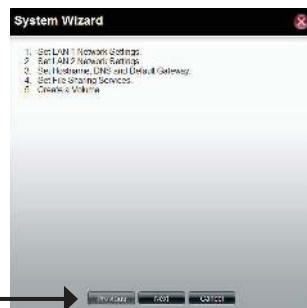 System Wizard
1. Set LAN 1 Network Settings.
2. Set LAN 2 Network Settings.
3. Set Hostname, DNS and Default Gateway.
4. Set File Sharing Services.
5. Create a Volume
Previous Next Cancel